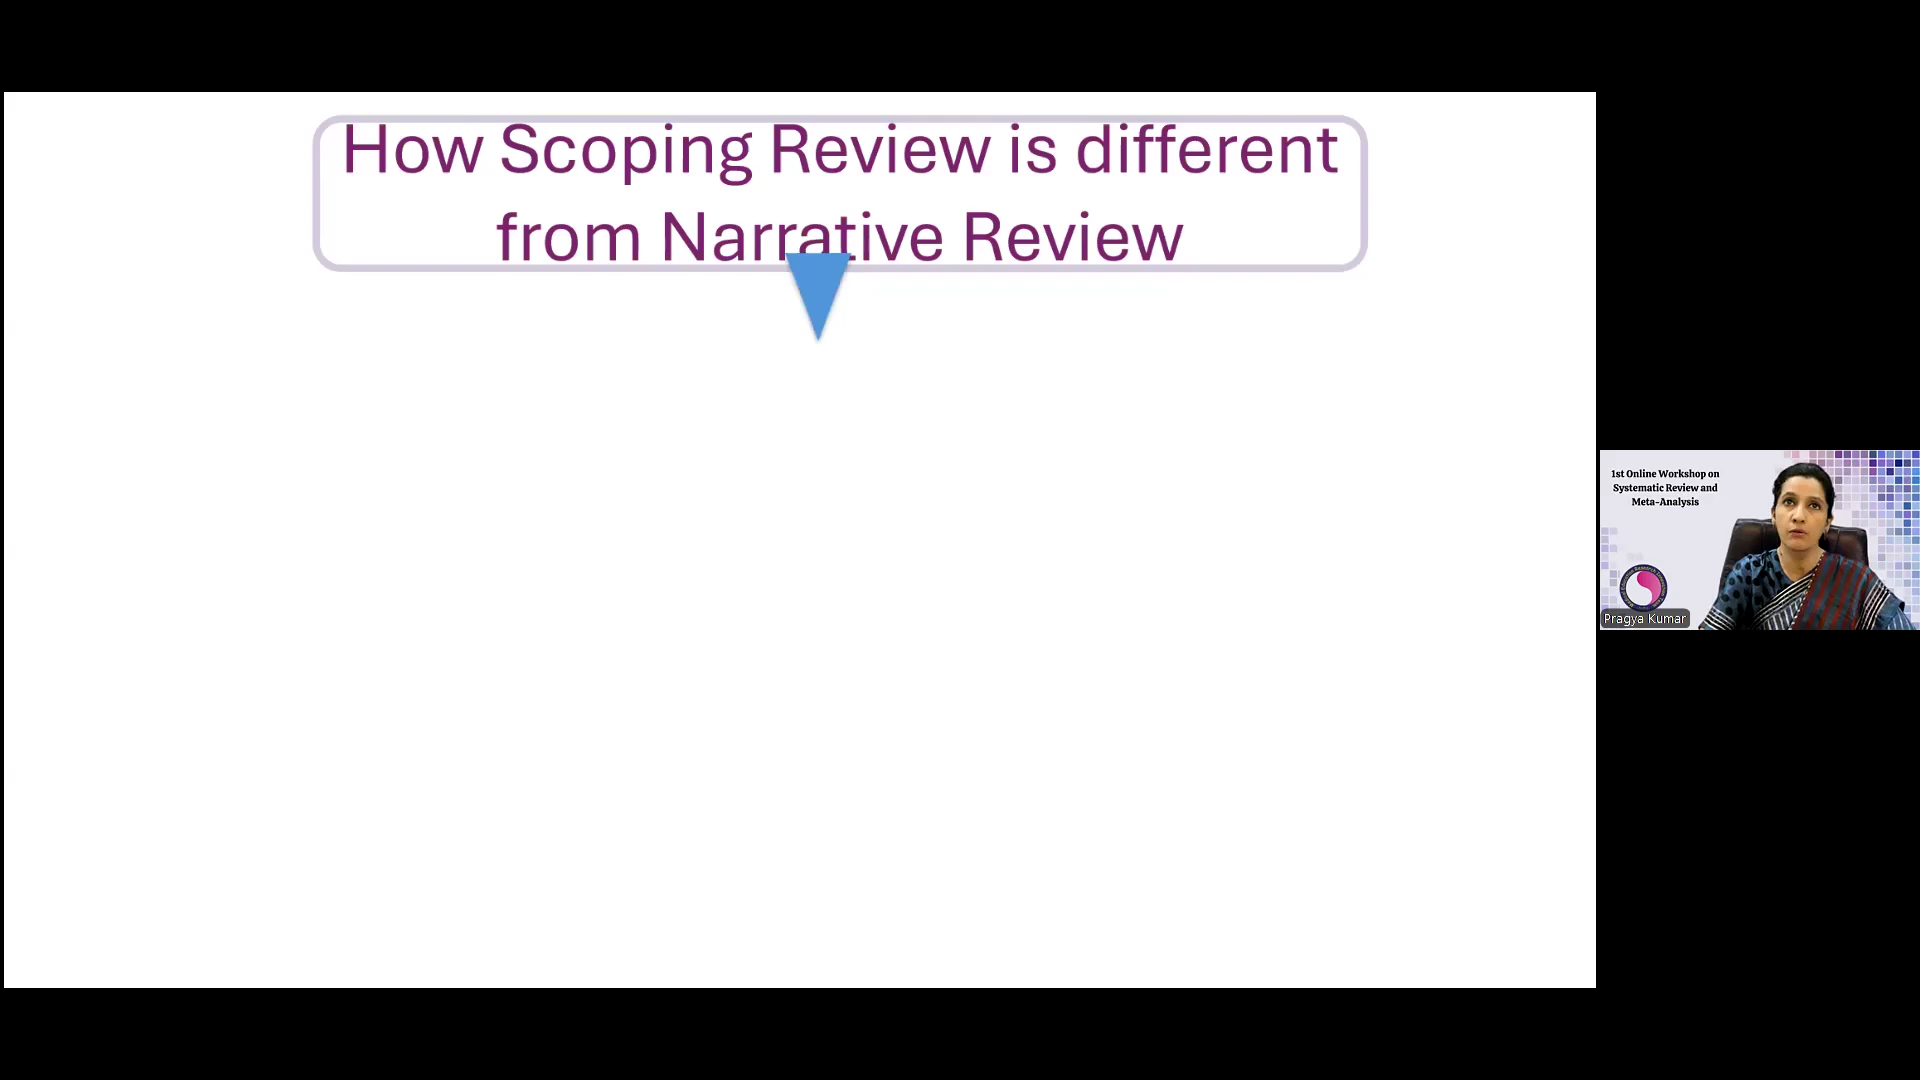 How Scoping Review is different
from Narrative Review
1st Online Workshop on
Systematic Review and
Meta-Analysis
Pragya Kumar